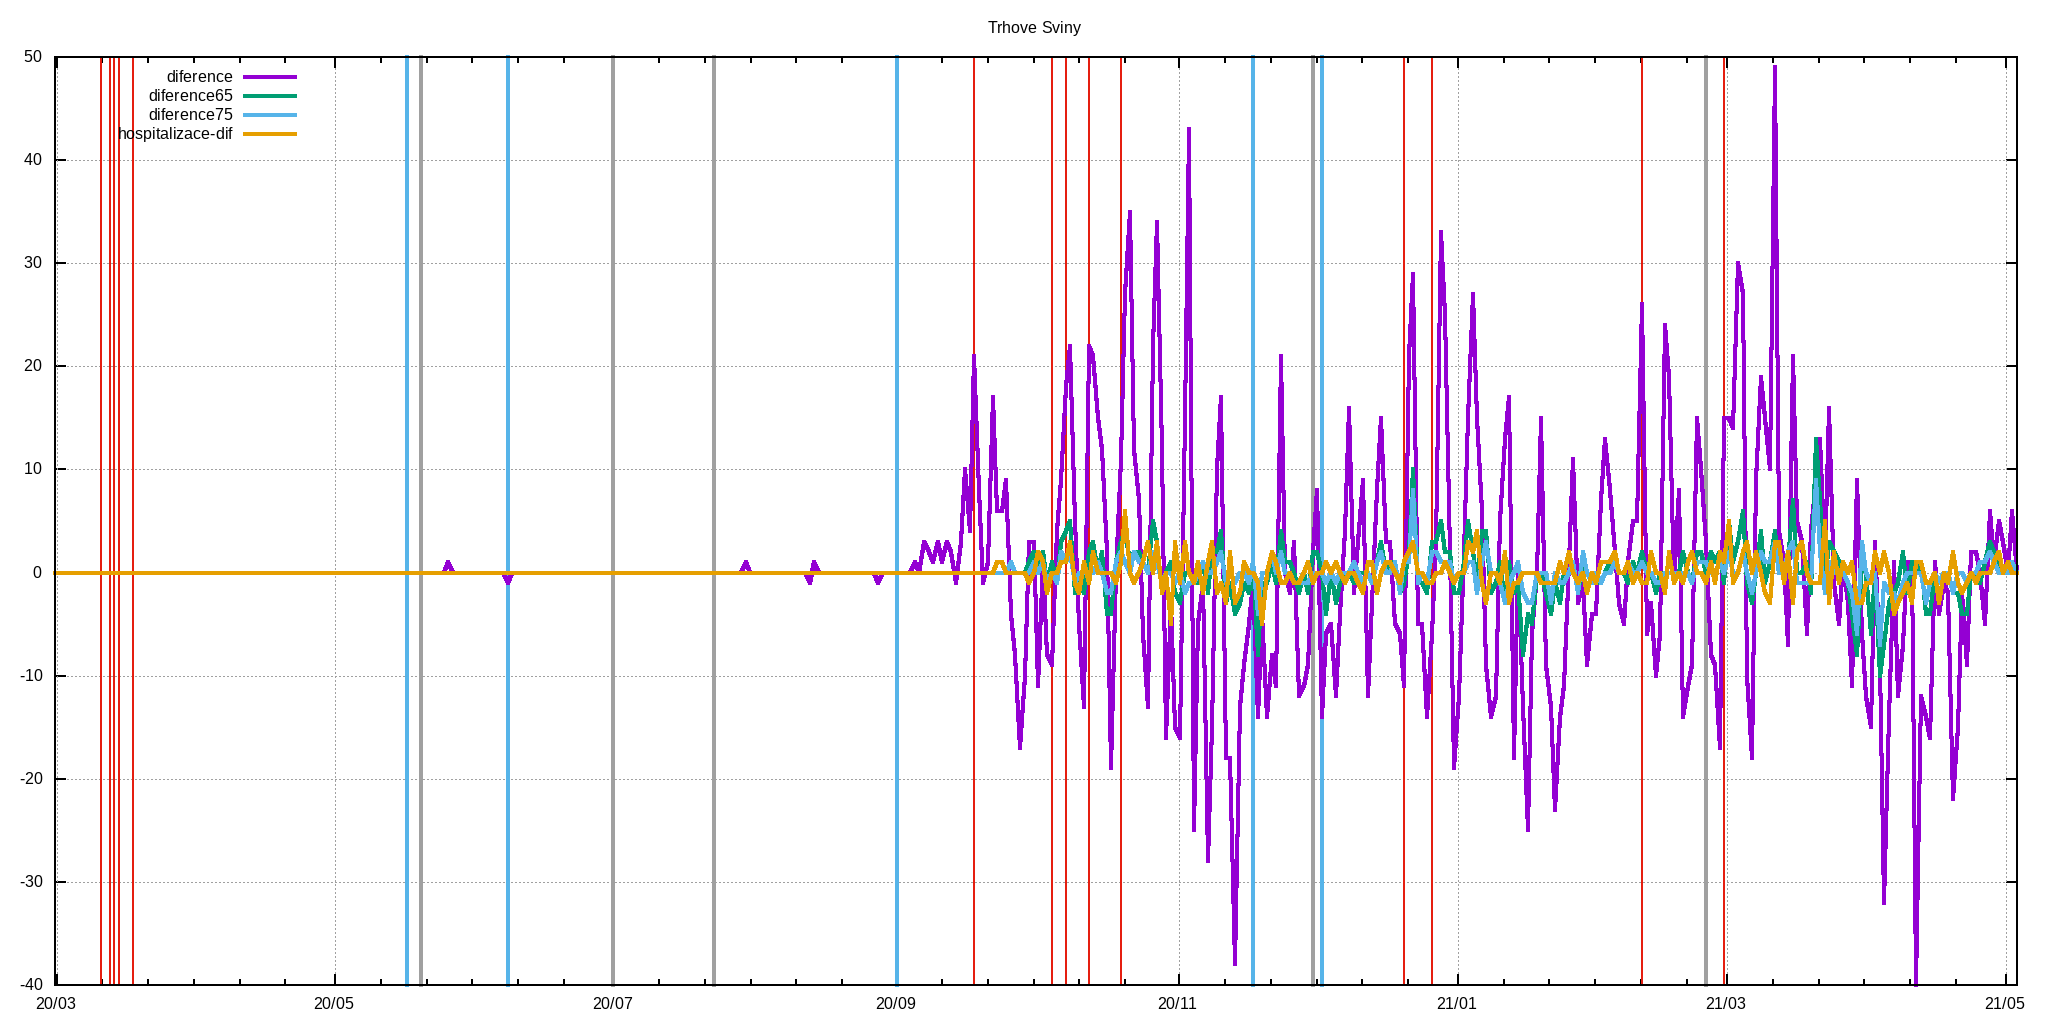 Trhove Sviny
50
40
30
20
10
0
-10
-20
-30
-40
diference
diference65
diference75
hospitalizace-dif
20/03 20/05 20/07 20/09 20/11 21/01 21/03 21/05